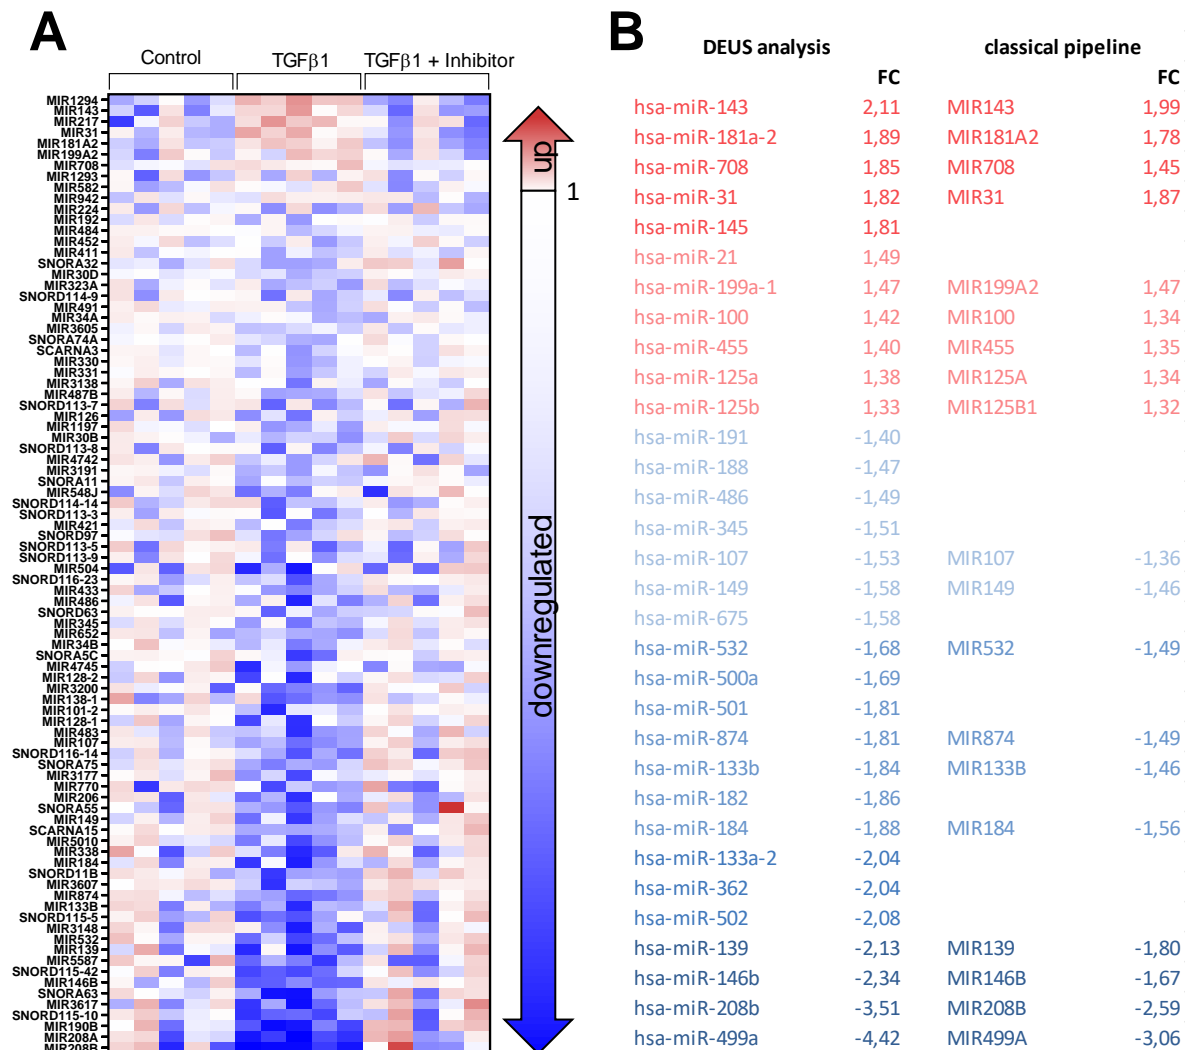 A
Control
TGFβ1
TGFβ1 + Inhibitor
MIR1294
MIR143
MIR217
MIR31
MIR181A2
MIR199A2
MIR708
MIR1293
MIR582
MIR942
MIR224
MIR192
MIR484
MIR452
MIR411
SNORA32
MIR30D
MIR323A
SNORD114-9
MIR491
MIR34A
MIR3605
SNORA74A
SCARNA3
MIR330
MIR331
MIR3138
MIR487B
SNORD113-7
MIR126
MIR1197
MIR30B
SNORD113-8
MIR4742
MIR3191
SNORA11
MIR548J
SNORD114-14
SNORD113-3
MIR421
SNORD97
SNORD113-5
SNORD113-9
MIR504
SNORD116-23
MIR433
MIR486
SNORD63
MIR345
MIR652
MIR34B
SNORA5C
MIR4745
MIR128-2
MIR3200
MIR138-1
MIR101-2
MIR128-1
MIR483
MIR107
SNORD116-14
SNORA75
MIR3177
MIR770
MIR206
SNORA55
MIR149
SCARNA15
MIR5010
MIR338
MIR184
SNORD11B
MIR3607
MIR874
MIR133B
SNORD115-5
MIR3148
MIR532
MIR139
MIR5587
SNORD115-42
MIR146B
SNORA63
MIR3617
SNORD115-10
MIR190B
MIR208A
MIR208B
up
1
downregulated
B
DEUS analysis classical pipeline
FC FC
hsa-miR-143 2,11 MIR143 1,99
hsa-miR-181a-2 1,89 MIR181A2 1,78
hsa-miR-708 1,85 MIR708 1,45
hsa-miR-31 1,82 MIR31 1,87
hsa-miR-145 1,81
hsa-miR-21 1,49
hsa-miR-199a-1 1,47 MIR199A2 1,47
hsa-miR-100 1,42 MIR100 1,34
hsa-miR-455 1,40 MIR455 1,35
hsa-miR-125a 1,38 MIR125A 1,34
hsa-miR-125b 1,33 MIR125B1 1,32
hsa-miR-191 -1,40
hsa-miR-188 -1,47
hsa-miR-486 -1,49
hsa-miR-345 -1,51
hsa-miR-107 -1,53 MIR107 -1,36
hsa-miR-149 -1,58 MIR149 -1,46
hsa-miR-675 -1,58
hsa-miR-532 -1,68 MIR532 -1,49
hsa-miR-500a -1,69
hsa-miR-501 -1,81
hsa-miR-874 -1,81 MIR874 -1,49
hsa-miR-133b -1,84 MIR133B -1,46
hsa-miR-182 -1,86
hsa-miR-184 -1,88 MIR184 -1,56
hsa-miR-133a-2 -2,04
hsa-miR-362 -2,04
hsa-miR-502 -2,08
hsa-miR-139 -2,13 MIR139 -1,80
hsa-miR-146b -2,34 MIR146B -1,67
hsa-miR-208b -3,51 MIR208B -2,59
hsa-miR-499a -4,42 MIR499A -3,06